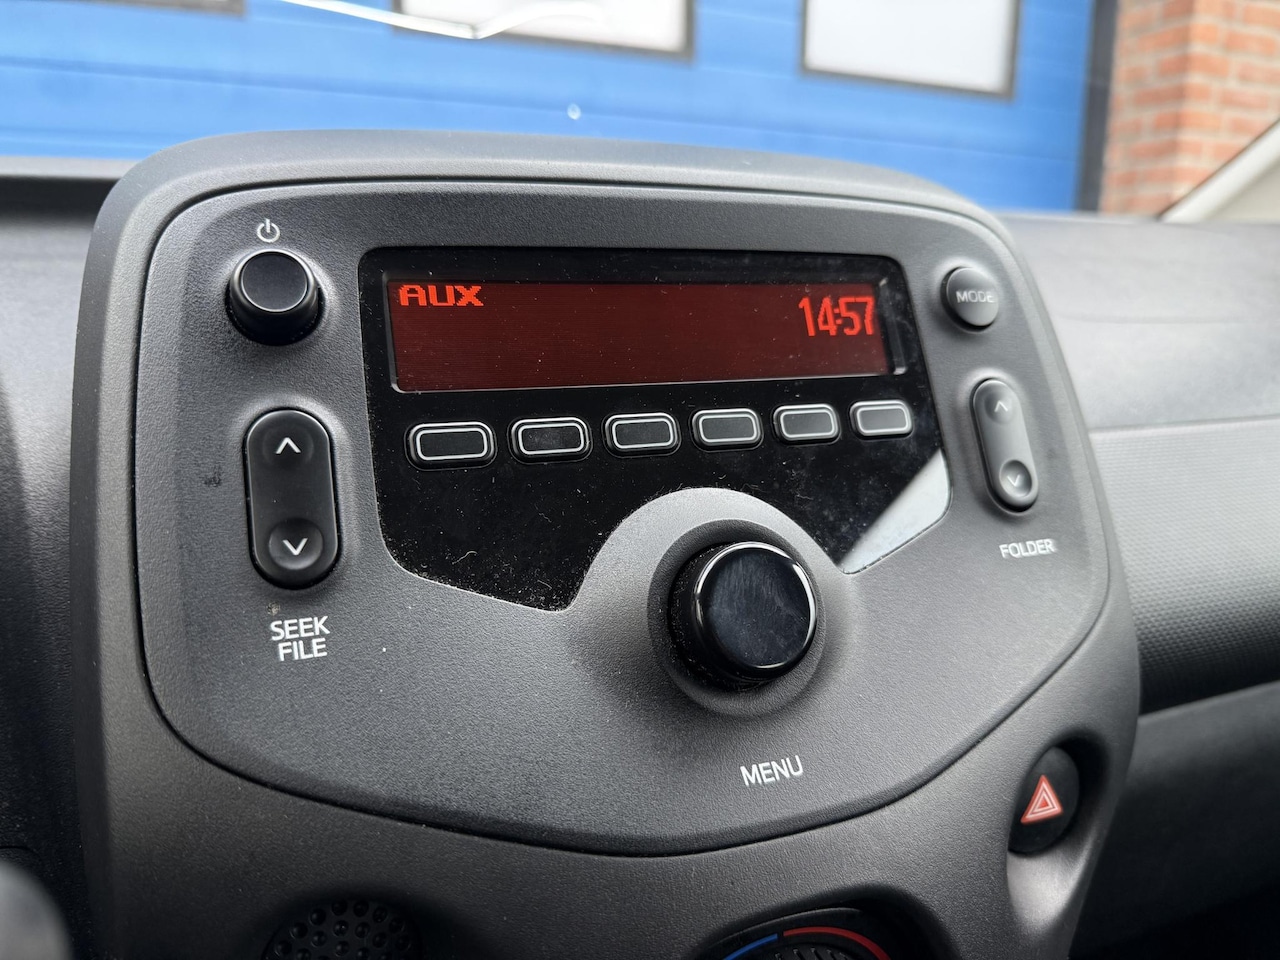 AUX
14:57
MODE
SEEK
FILE
FOLDER
MENU